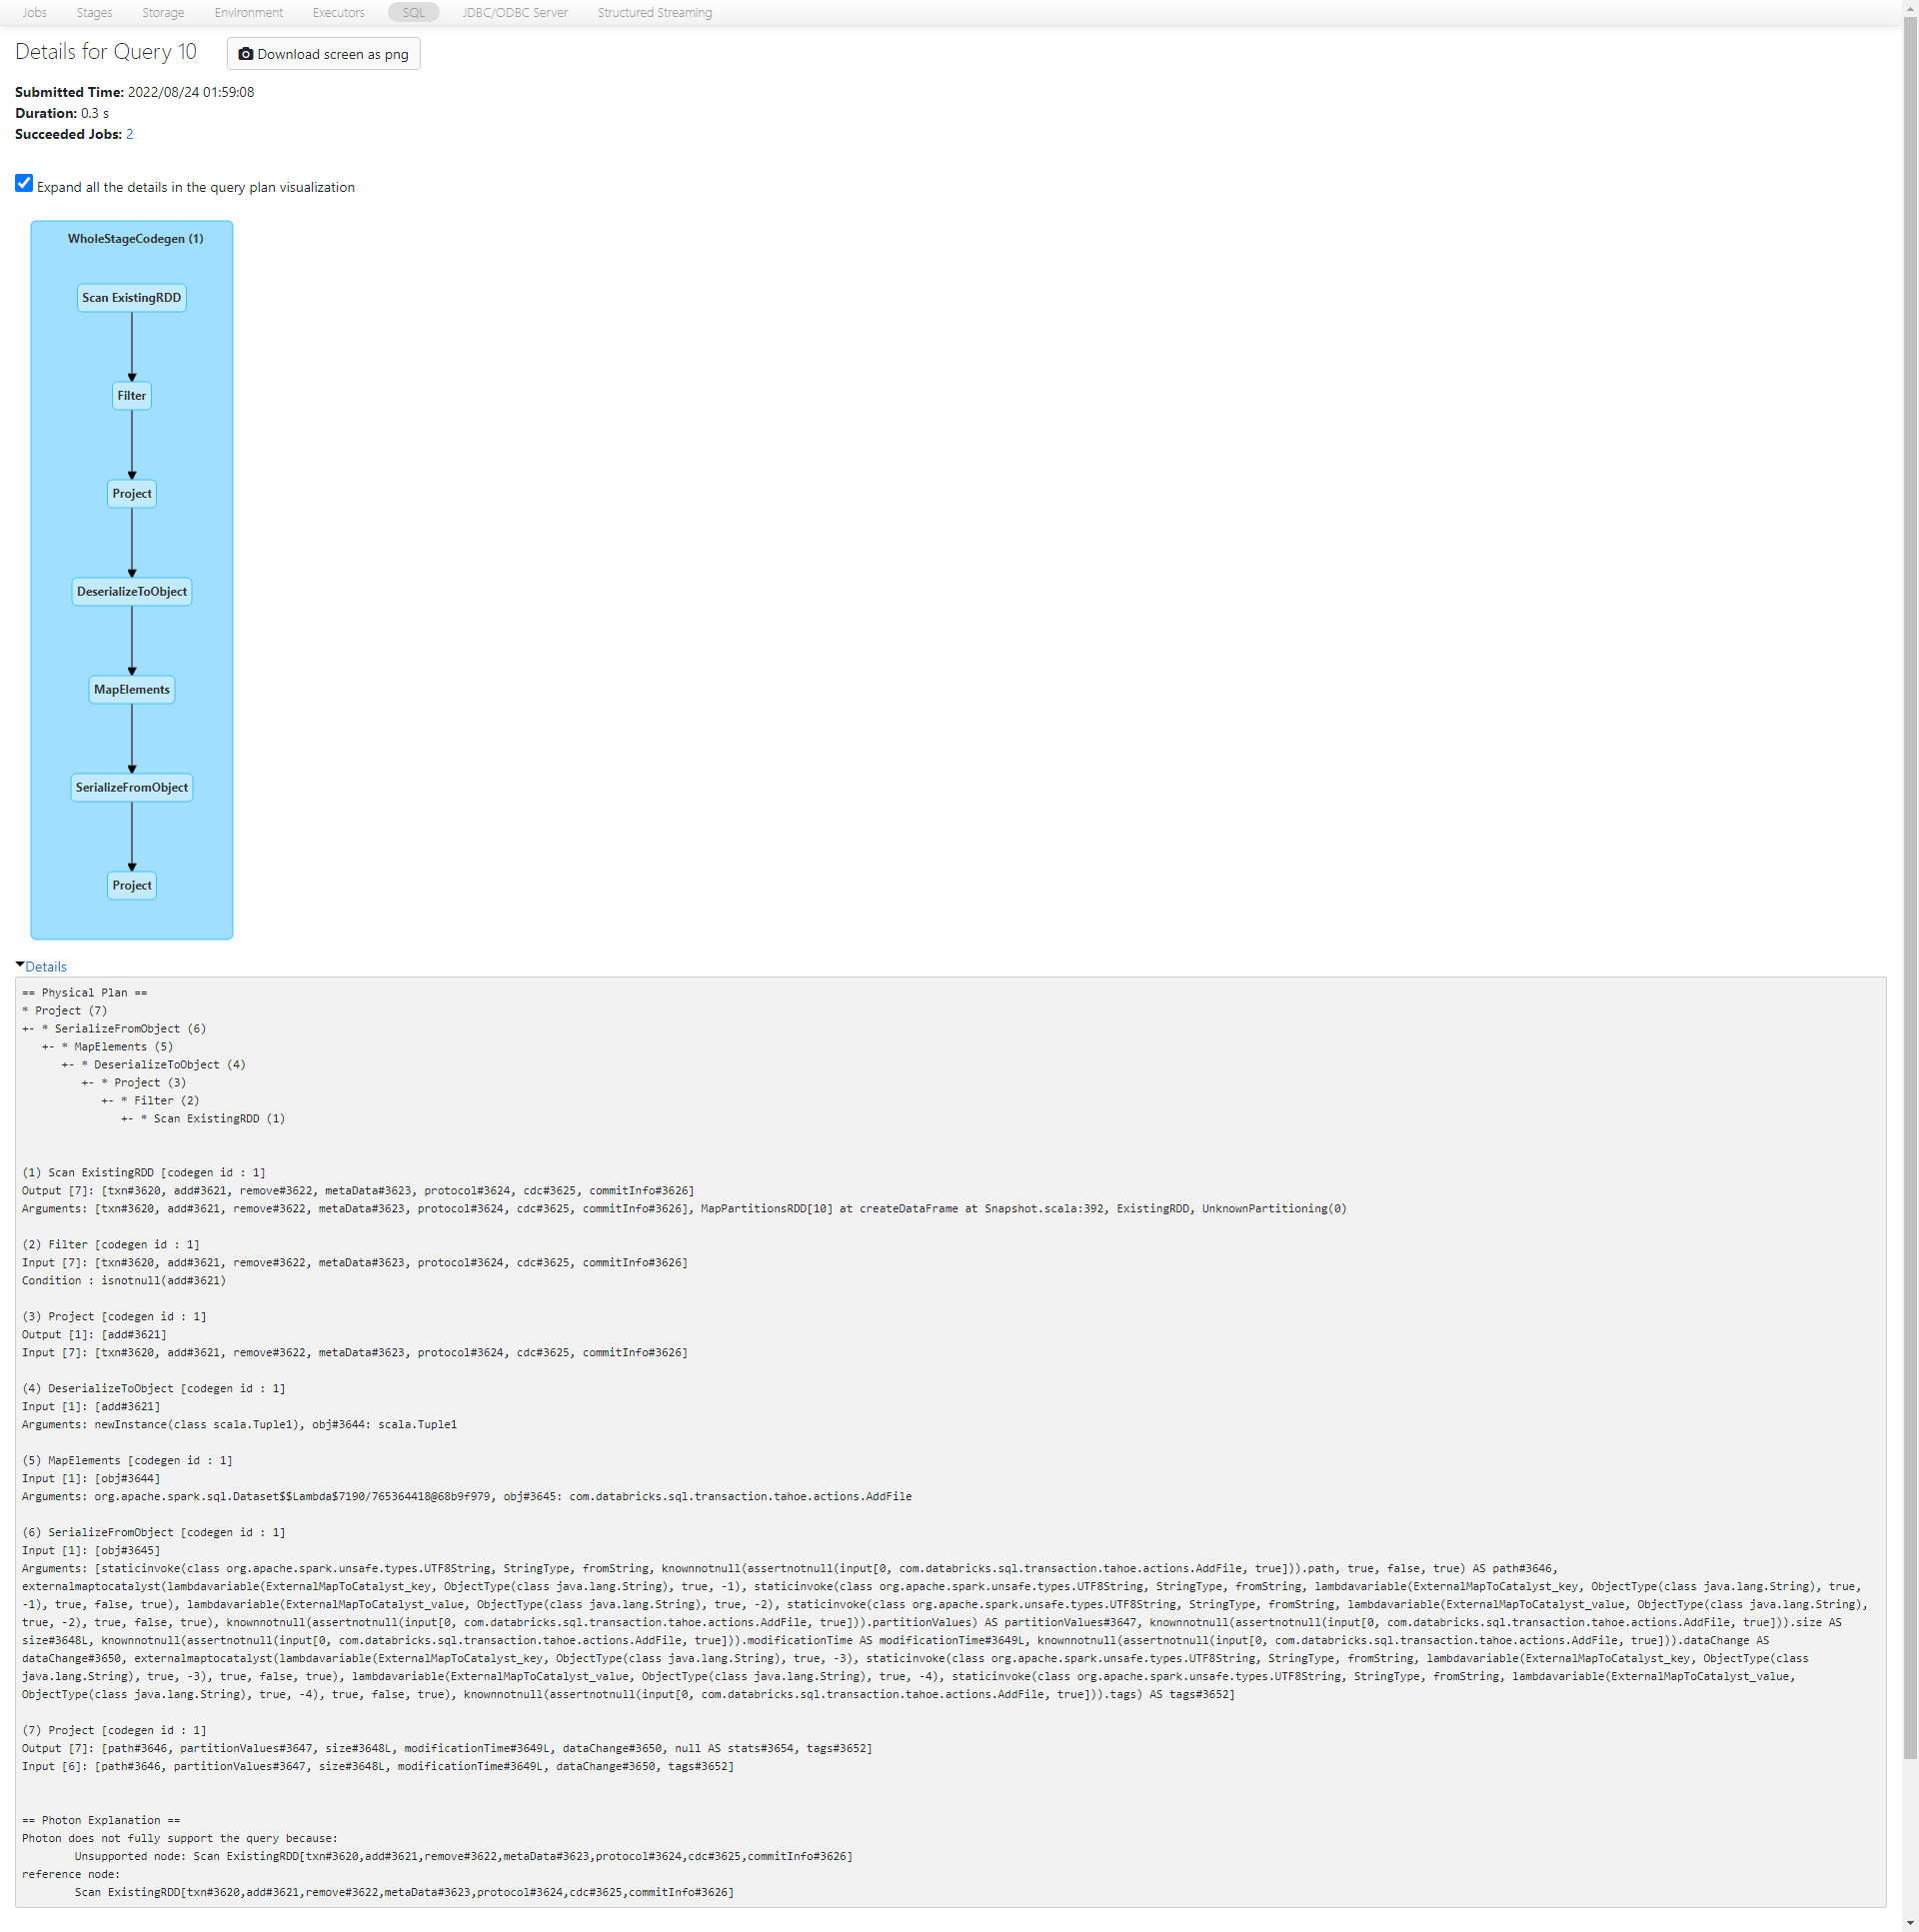 Jobs Stages Storage Environment Executors SQL JDBC/ODBC Server Structured Streaming
Details for Query 10
Download screen as png
Submitted Time: 2022/08/24 01:59:08
Duration: 0.3 s
Succeeded Jobs: 2
Expand all the details in the query plan visualization
WholeStageCodegen (1)
Scan ExistingRDD
Filter
Project
DeserializeToObject
MapElements
SerializeFromObject
Project
Details
== Physical Plan ==
* Project (7)
+- * SerializeFromObject (6)
   +- * MapElements (5)
      +- * DeserializeToObject (4)
         +- * Project (3)
            +- * Filter (2)
               +- * Scan ExistingRDD (1)
(1) Scan ExistingRDD [codegen id : 1]
Output [7]: [txn#3620, add#3621, remove#3622, metaData#3623, protocol#3624, cdc#3625, commitInfo#3626]
Arguments: [txn#3620, add#3621, remove#3622, metaData#3623, protocol#3624, cdc#3625, commitInfo#3626], MapPartitionsRDD[10] at createDataFrame at Snapshot.scala:392, ExistingRDD, UnknownPartitioning(0)
(2) Filter [codegen id : 1]
Input [7]: [txn#3620, add#3621, remove#3622, metaData#3623, protocol#3624, cdc#3625, commitInfo#3626]
Condition : isnotnull(add#3621)
(3) Project [codegen id : 1]
Output [1]: [add#3621]
Input [7]: [txn#3620, add#3621, remove#3622, metaData#3623, protocol#3624, cdc#3625, commitInfo#3626]
(4) DeserializeToObject [codegen id : 1]
Input [1]: [add#3621]
Arguments: newInstance(class scala.Tuple1), obj#3644: scala.Tuple1
(5) MapElements [codegen id : 1]
Input [1]: [obj#3644]
Arguments: org.apache.spark.sql.Dataset$$Lambda$7190/765364418@68b9f979, obj#3645: com.databricks.sql.transaction.tahoe.actions.AddFile
(6) SerializeFromObject [codegen id : 1]
Input [1]: [obj#3645]
Arguments: [staticinvoke(class org.apache.spark.unsafe.types.UTF8String, StringType, fromString, knownnotnull(assertnotnull(input[0, com.databricks.sql.transaction.tahoe.actions.AddFile, true])).path, true, false, true) AS path#3646,
externalmaptocatalyst(lambdavariable(ExternalMapToCatalyst_key, ObjectType(class java.lang.String), true, -1), staticinvoke(class org.apache.spark.unsafe.types.UTF8String, StringType, fromString, lambdavariable(ExternalMapToCatalyst_key, ObjectType(class java.lang.String), true,
-1), true, false, true), lambdavariable(ExternalMapToCatalyst_value, ObjectType(class java.lang.String), true, -2), staticinvoke(class org.apache.spark.unsafe.types.UTF8String, StringType, fromString, lambdavariable(ExternalMapToCatalyst_value, ObjectType(class java.lang.String),
true, -2), true, false, true), knownnotnull(assertnotnull(input[0, com.databricks.sql.transaction.tahoe.actions.AddFile, true])).partitionValues) AS partitionValues#3647, knownnotnull(assertnotnull(input[0, com.databricks.sql.transaction.tahoe.actions.AddFile, true])).size AS
size#3648L, knownnotnull(assertnotnull(input[0, com.databricks.sql.transaction.tahoe.actions.AddFile, true])).modificationTime AS modificationTime#3649L, knownnotnull(assertnotnull(input[0, com.databricks.sql.transaction.tahoe.actions.AddFile, true])).dataChange AS
dataChange#3650, externalmaptocatalyst(lambdavariable(ExternalMapToCatalyst_key, ObjectType(class java.lang.String), true, -3), staticinvoke(class org.apache.spark.unsafe.types.UTF8String, StringType, fromString, lambdavariable(ExternalMapToCatalyst_key, ObjectType(class
java.lang.String), true, -3), true, false, true), lambdavariable(ExternalMapToCatalyst_value, ObjectType(class java.lang.String), true, -4), staticinvoke(class org.apache.spark.unsafe.types.UTF8String, StringType, fromString, lambdavariable(ExternalMapToCatalyst_value,
ObjectType(class java.lang.String), true, -4), true, false, true), knownnotnull(assertnotnull(input[0, com.databricks.sql.transaction.tahoe.actions.AddFile, true])).tags) AS tags#3652]
(7) Project [codegen id : 1]
Output [7]: [path#3646, partitionValues#3647, size#3648L, modificationTime#3649L, dataChange#3650, null AS stats#3654, tags#3652]
Input [6]: [path#3646, partitionValues#3647, size#3648L, modificationTime#3649L, dataChange#3650, tags#3652]
== Photon Explanation ==
Photon does not fully support the query because:
        Unsupported node: Scan ExistingRDD[txn#3620,add#3621,remove#3622,metaData#3623,protocol#3624,cdc#3625,commitInfo#3626]
reference node:
        Scan ExistingRDD[txn#3620,add#3621,remove#3622,metaData#3623,protocol#3624,cdc#3625,commitInfo#3626]